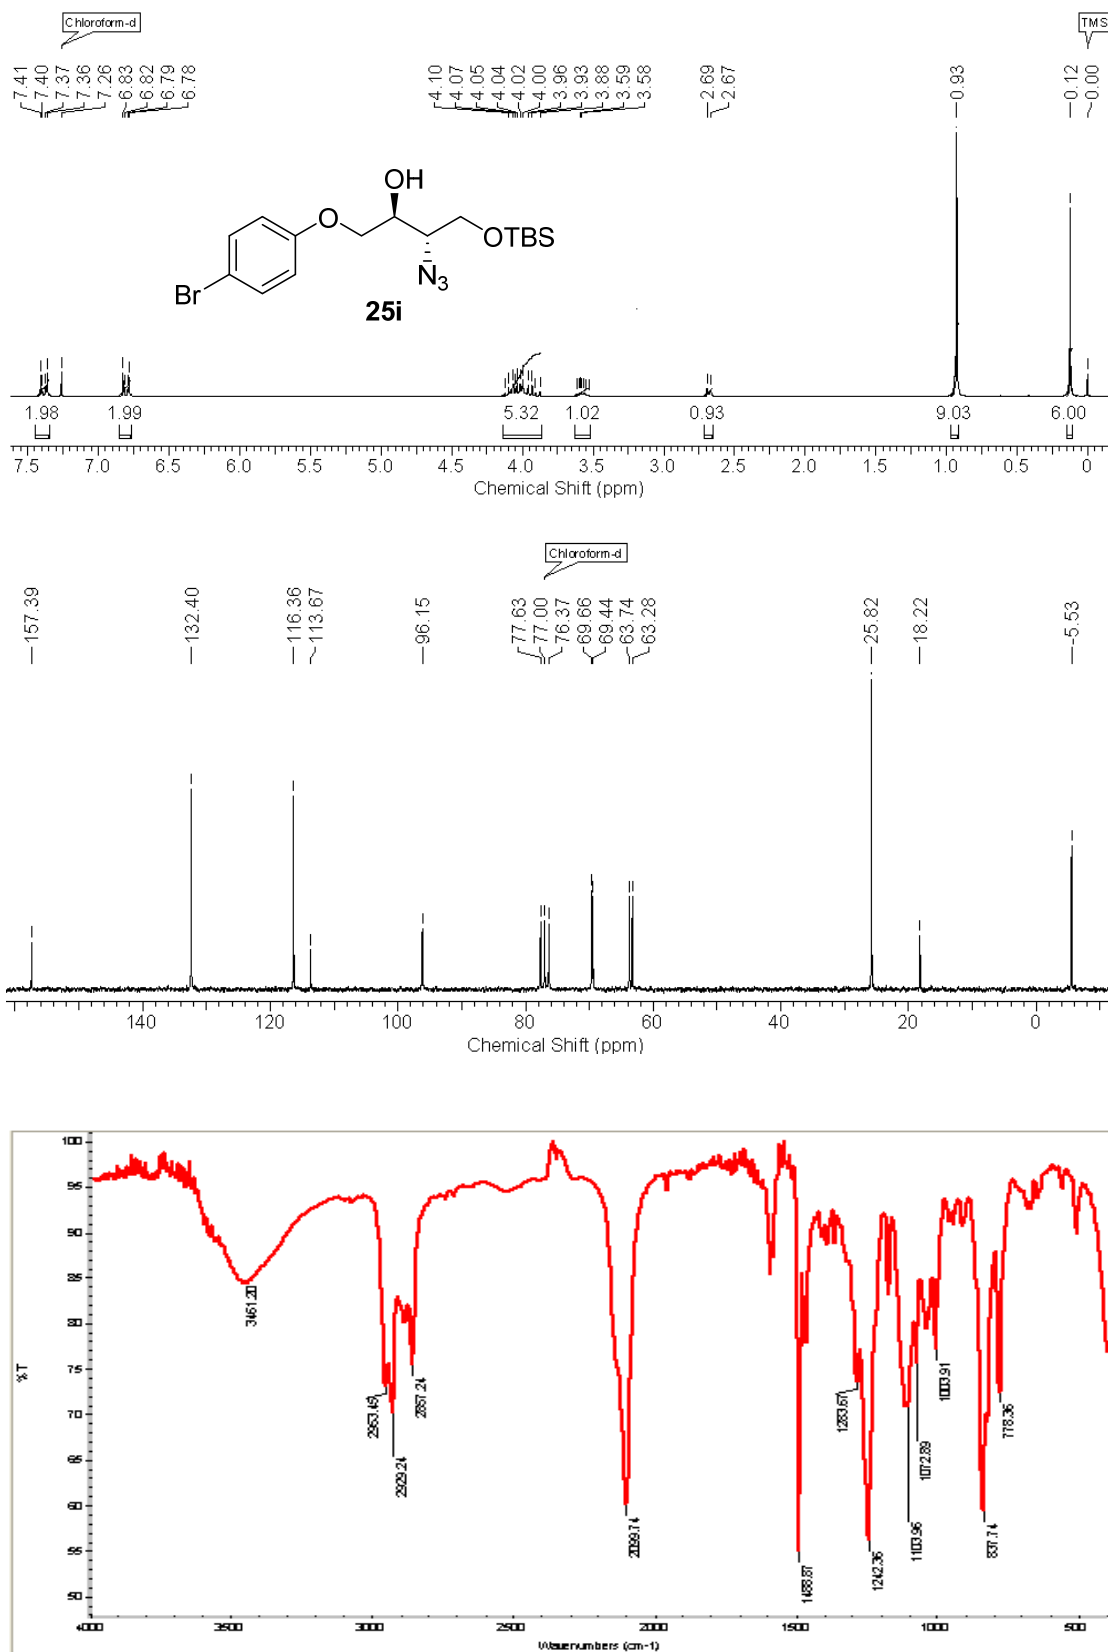 Chloroform-d
TMS
7.41 7.40 7.37 7.36 7.26 6.83 6.82 6.79 6.78 4.10 4.07 4.05 4.04 4.02 4.00 3.96 3.93 3.88 3.59 3.58 2.69 2.67 0.93 0.12 0.00
OH
O
OTBS
N3
Br
25i
1.98 1.99 5.32 1.02 0.93 9.03 6.00
7.5 7.0 6.5 6.0 5.5 5.0 4.5 4.0 3.5 3.0 2.5 2.0 1.5 1.0 0.5 0
Chemical Shift (ppm)
Chloroform-d
157.39 132.40 116.36 113.67 96.15 77.63 77.00 76.37 69.66 69.44 63.74 63.28 25.82 18.22 -5.53
140 120 100 80 60 40 20 0
Chemical Shift (ppm)
100
95
90
85
80
75
70
65
60
55
50
%T
3461.20
2953.45
2929.24
2857.24
2099.74
1488.87
1283.67
1242.36
1103.96
1072.89
1003.91
837.74
778.36
4000 3500 3000 2500 2000 1500 1000 500
Wavenumbers (cm-1)